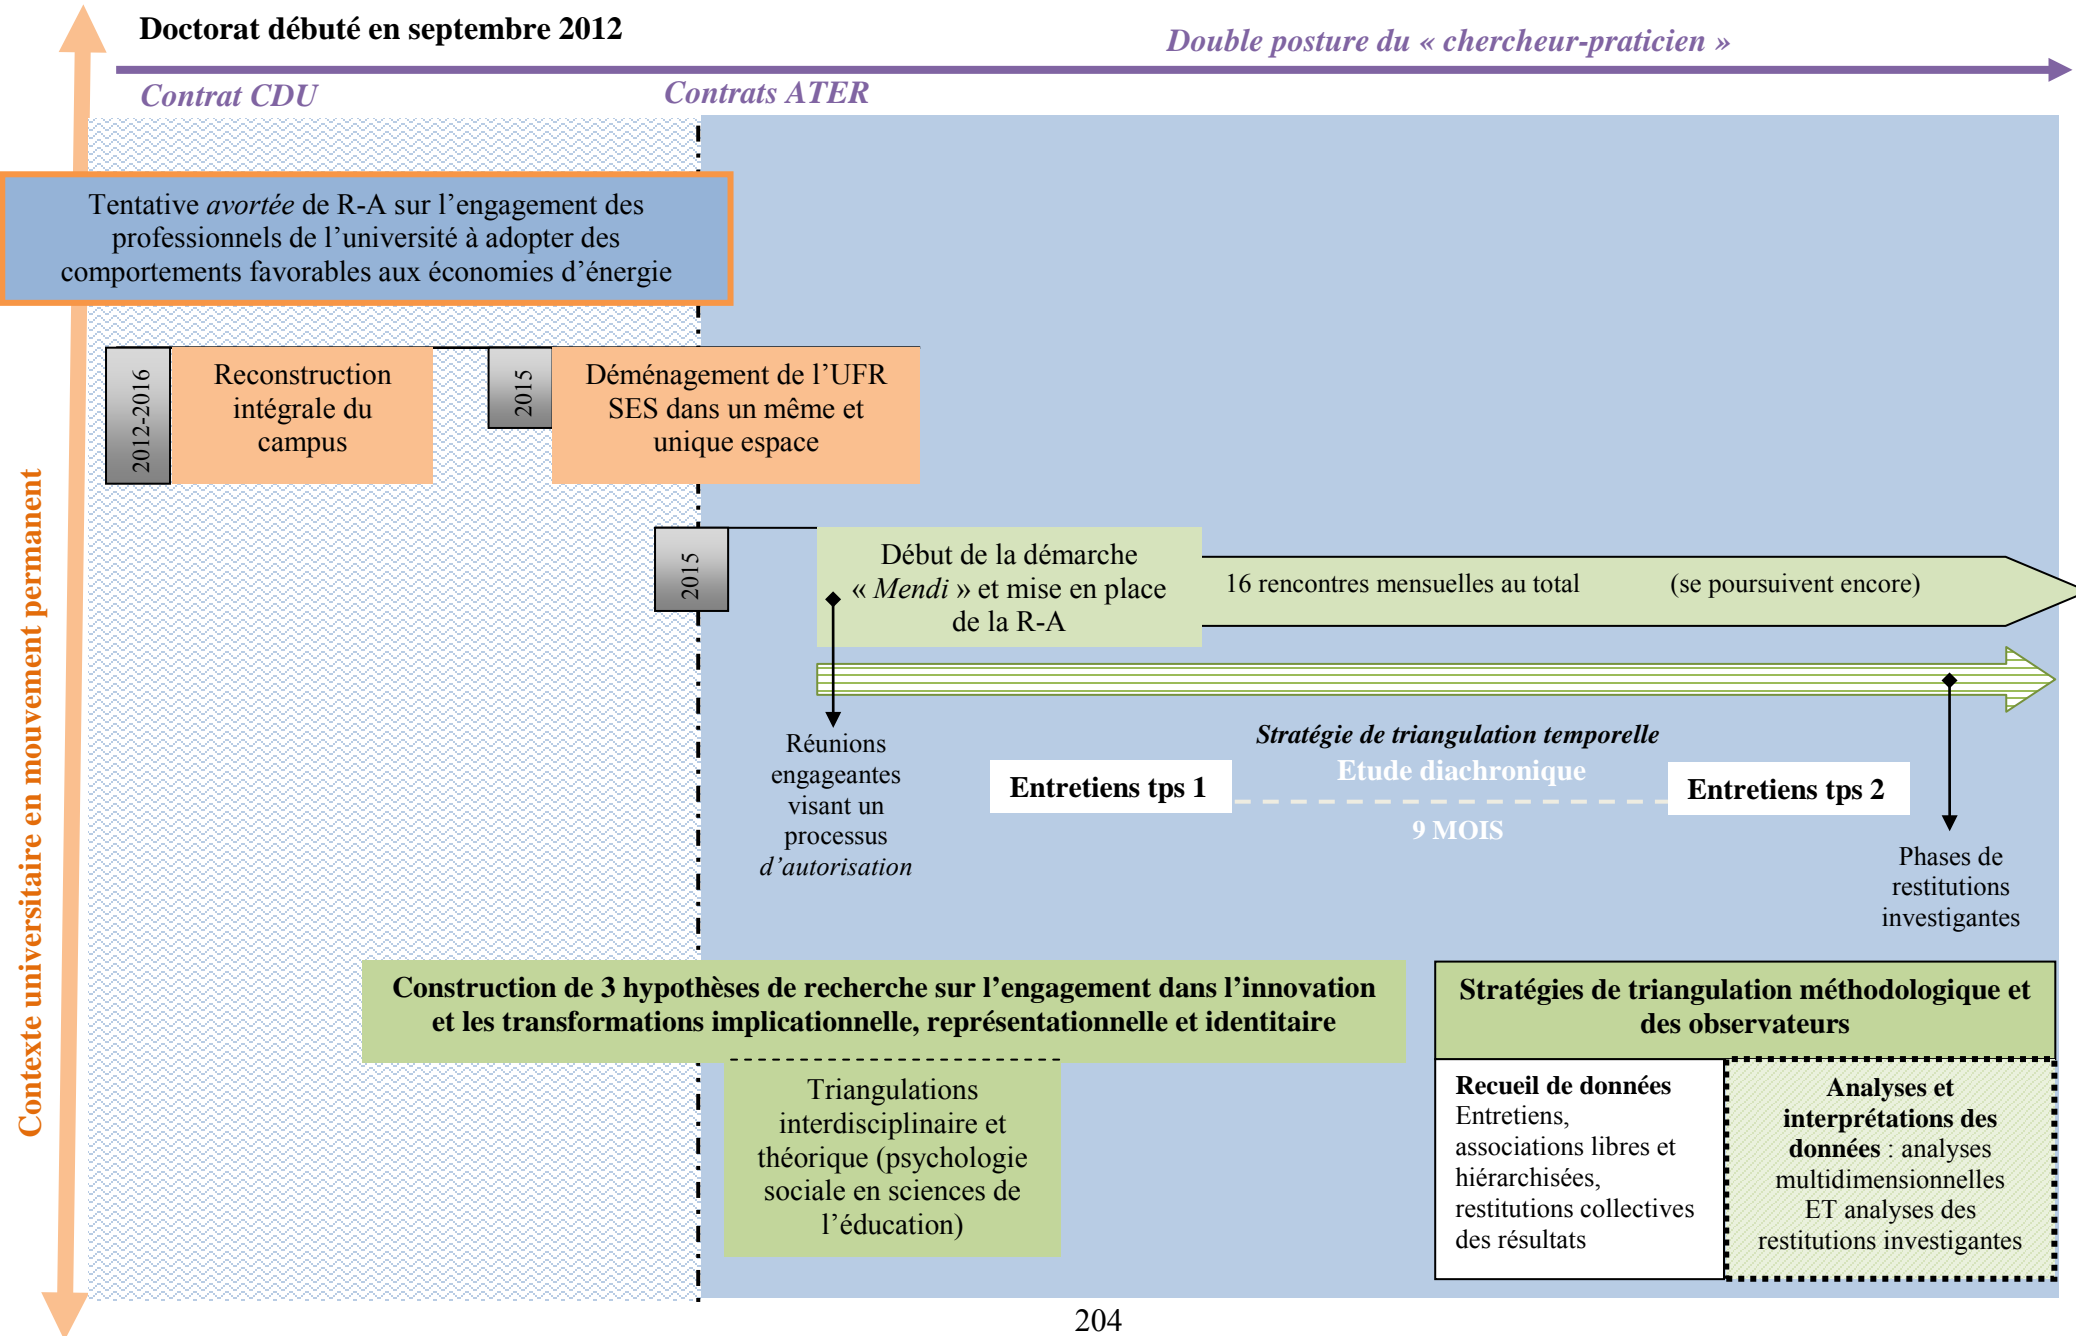 Doctorat débuté en septembre 2012
Double posture du « chercheur-praticien »
Contrat CDU
Contrats ATER
Contexte universitaire en mouvement permanent
Tentative avortée de R-A sur l’engagement des
professionnels de l’université à adopter des
comportements favorables aux économies d’énergie
2012-2016
Reconstruction
intégrale du
campus
2015
Déménagement de l’UFR
SES dans un même et
unique espace
2015
Début de la démarche
« Mendi » et mise en place
de la R-A
16 rencontres mensuelles au total (se poursuivent encore)
Réunions
engageantes
visant un
processus
d’autorisation
Stratégie de triangulation temporelle
Entretiens tps 1
Etude diachronique
9 MOIS
Entretiens tps 2
Phases de
restitutions
investigantes
Construction de 3 hypothèses de recherche sur l’engagement dans l’innovation
et les transformations implicationnelle, représentationnelle et identitaire
Triangulations
interdisciplinaire et
théorique (psychologie
sociale en sciences de
l’éducation)
Stratégies de triangulation méthodologique et
des observateurs
Recueil de données
Entretiens,
associations libres et
hiérarchisées,
restitutions collectives
des résultats
Analyses et
interprétations des
données : analyses
multidimensionnelles
ET analyses des
restitutions investigantes
204